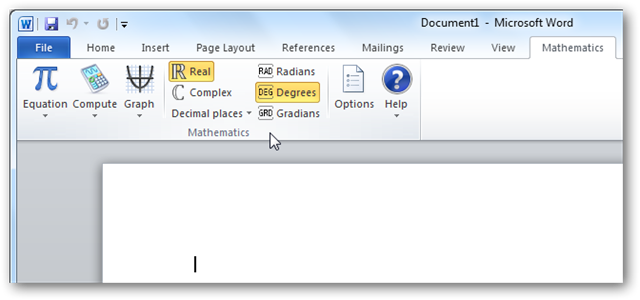 W Document1 - Microsoft Word
File Home Insert Page Layout References Mailings Review View Mathematics
π ℝ Real RAD Radians
ℂ Complex DEG Degrees
Equation Compute Graph Decimal places GRD Gradians Options Help
Mathematics